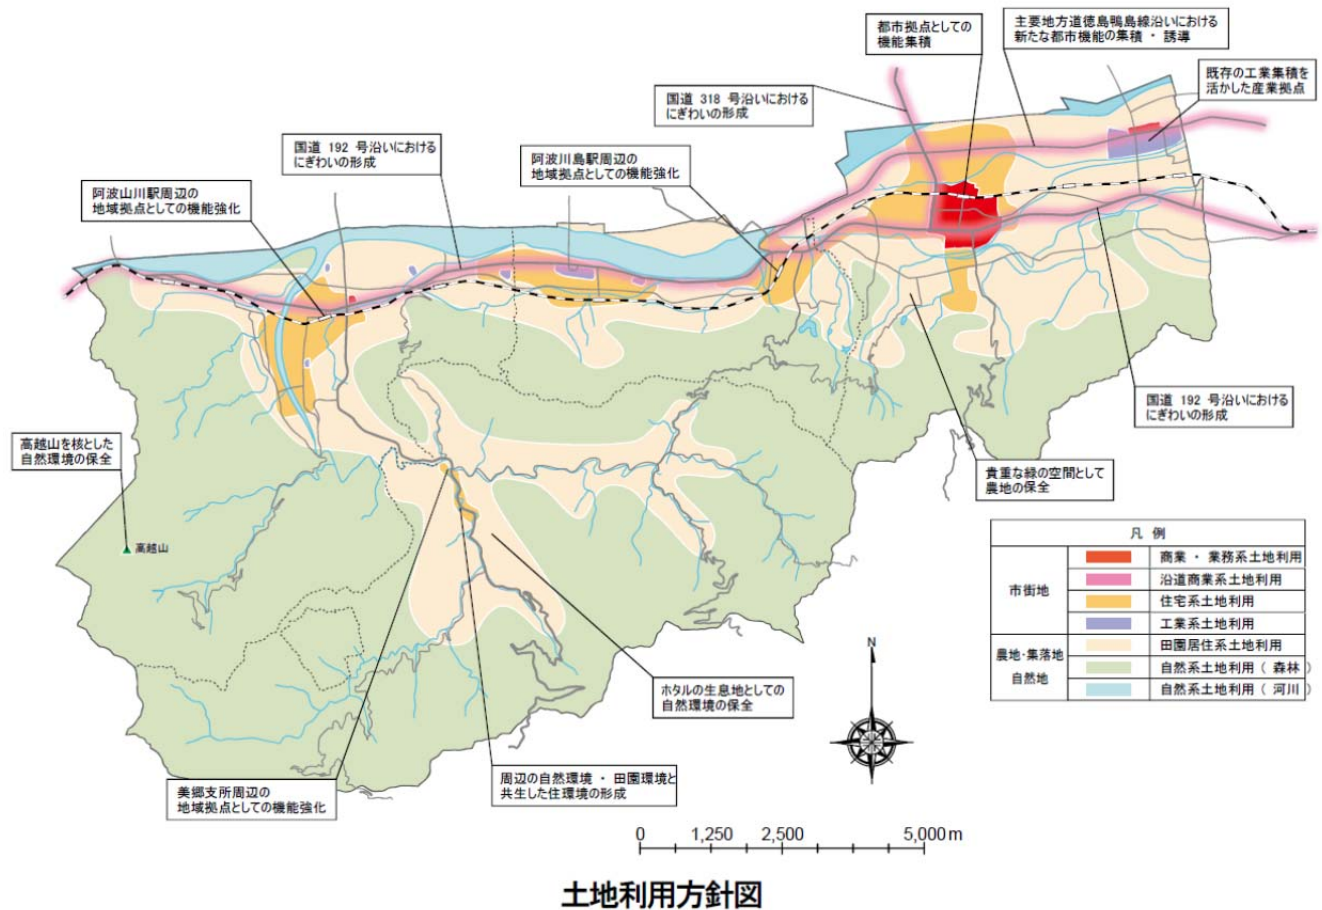 都市拠点としての
機能集積
主要地方道徳島鴨島線沿いにおける
新たな都市機能の集積・誘導
既存の工業集積を
活かした産業拠点
国道 318 号沿いにおける
にぎわいの形成
国道 192 号沿いにおける
にぎわいの形成
阿波川島駅周辺の
地域拠点としての機能強化
阿波山川駅周辺の
地域拠点としての機能強化
国道 192 号沿いにおける
にぎわいの形成
高越山を核とした
自然環境の保全
貴重な緑の空間として
農地の保全
高越山
凡 例
市街地
商業・業務系土地利用
沿道商業系土地利用
住宅系土地利用
工業系土地利用
農地・集落地
自然地
田園居住系土地利用
自然系土地利用（森林）
自然系土地利用（河川）
N
ホタルの生息地としての
自然環境の保全
周辺の自然環境・田園環境と
共生した住環境の形成
美郷支所周辺の
地域拠点としての機能強化
0 1,250 2,500 5,000m
土地利用方針図